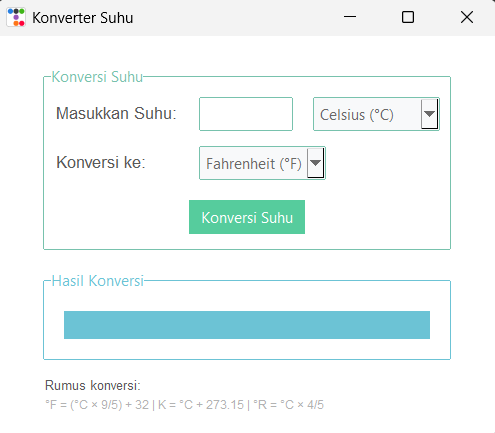 Konverter Suhu
Konversi Suhu
Masukkan Suhu: Celsius (°C)
Konversi ke: Fahrenheit (°F)
Konversi Suhu
Hasil Konversi
Rumus konversi:
°F = (°C × 9/5) + 32 | K = °C + 273.15 | °R = °C × 4/5